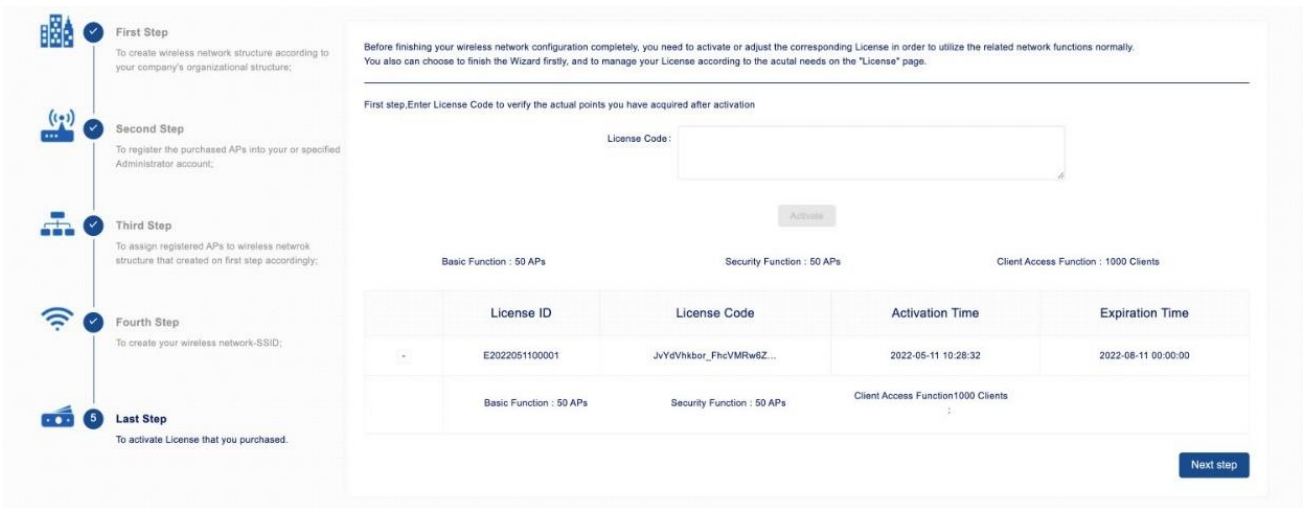 First Step
To create wireless network structure according to
your company's organizational structure;
Second Step
To register the purchased APs into your or specified
Administrator account;
Third Step
To assign registered APs to wireless netwrok
structure that created on first step accordingly;
Fourth Step
To create your wireless network-SSID;
5
Last Step
To activate License that you purchased.
Before finishing your wireless network configuration completely, you need to activate or adjust the corresponding License in order to utilize the related network functions normally.
You also can choose to finish the Wizard firstly, and to manage your License according to the acutal needs on the "License" page.
First step,Enter License Code to verify the actual points you have acquired after activation
License Code:
Activate
Basic Function : 50 APs Security Function : 50 APs Client Access Function : 1000 Clients
License ID License Code Activation Time Expiration Time
- E2022051100001 JvYdVhkbor_FhcVMRw6Z... 2022-05-11 10:28:32 2022-08-11 00:00:00
Basic Function : 50 APs Security Function : 50 APs Client Access Function1000 Clients
:
Next step